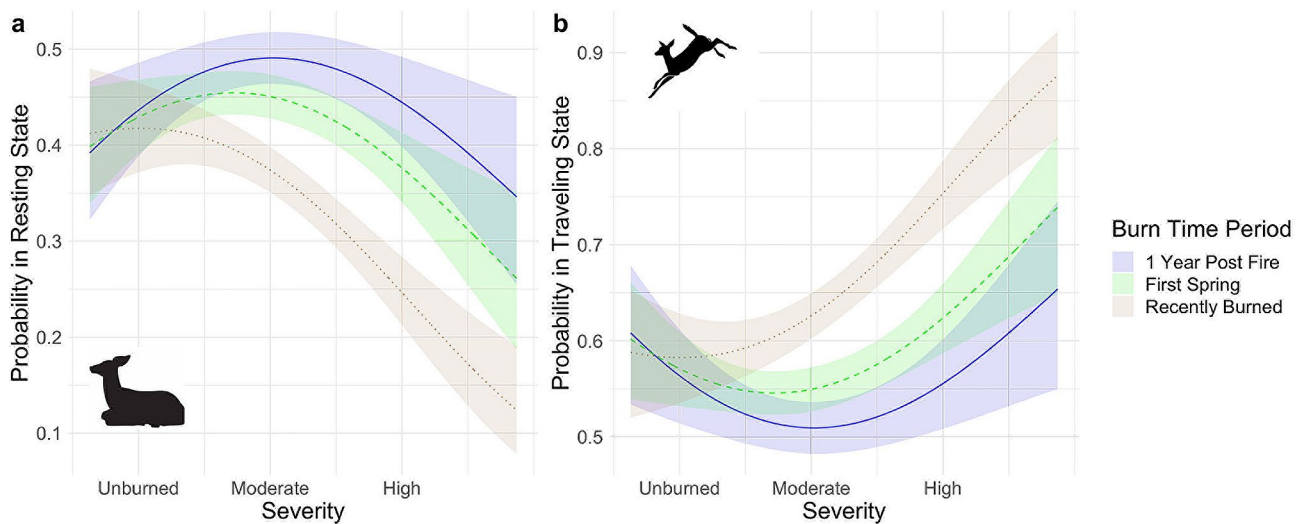 a
Probability in Resting State
0.5
0.4
0.3
0.2
0.1
Unburned Moderate High
Severity
b
Probability in Traveling State
0.9
0.8
0.7
0.6
0.5
Unburned Moderate High
Severity
Burn Time Period
1 Year Post Fire
First Spring
Recently Burned